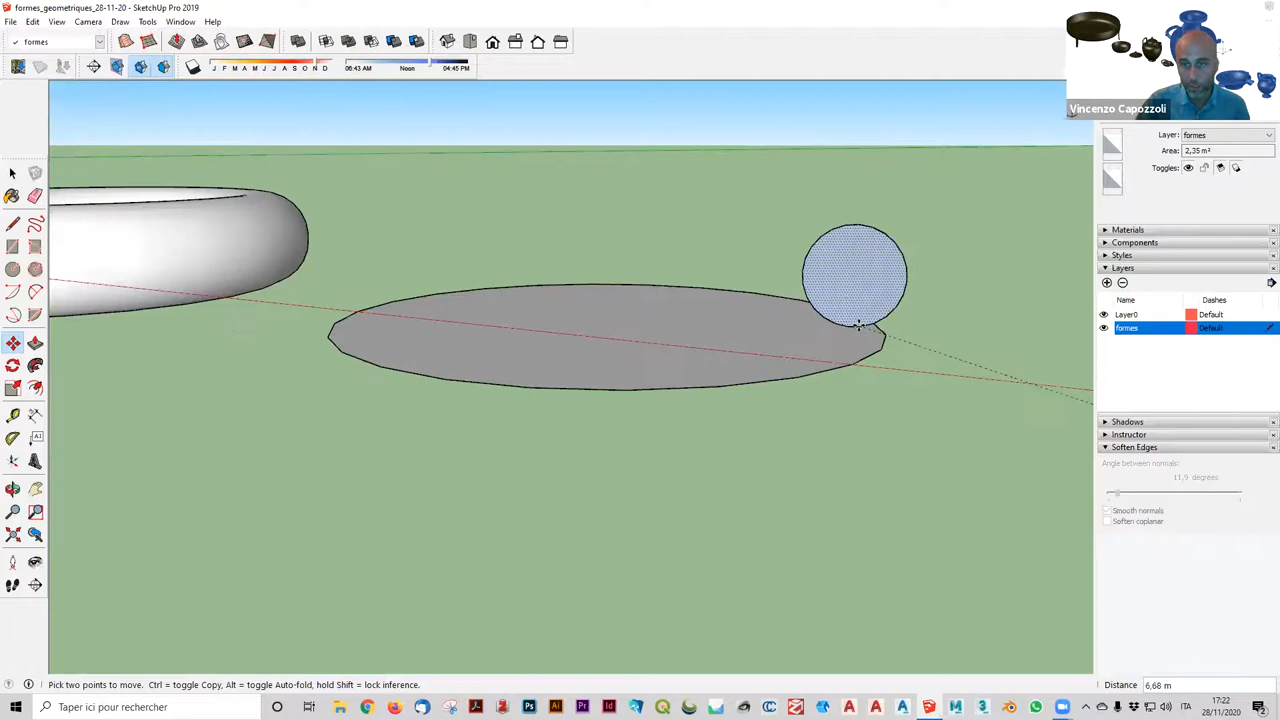 formes_geometriques_28-11-20 - SketchUp Pro 2019
File Edit View Camera Draw Tools Window Help
formes
J F M A M J J A S O N D
06:43 AM Noon 04:45 PM
Vincenzo Capozzoli
Layer: formes
Area: 2,35 m²
Toggles:
Materials
Components
Styles
Layers
Name Dashes
Layer0 Default
formes Default
Shadows
Instructor
Soften Edges
Angle between normals:
11,9 degrees
Smooth normals
Soften coplanar
Pick two points to move. Ctrl = toggle Copy, Alt = toggle Auto-fold, hold Shift = lock inference.
Distance 6,68 m
Taper ici pour rechercher
ITA
17:22
28/11/2020